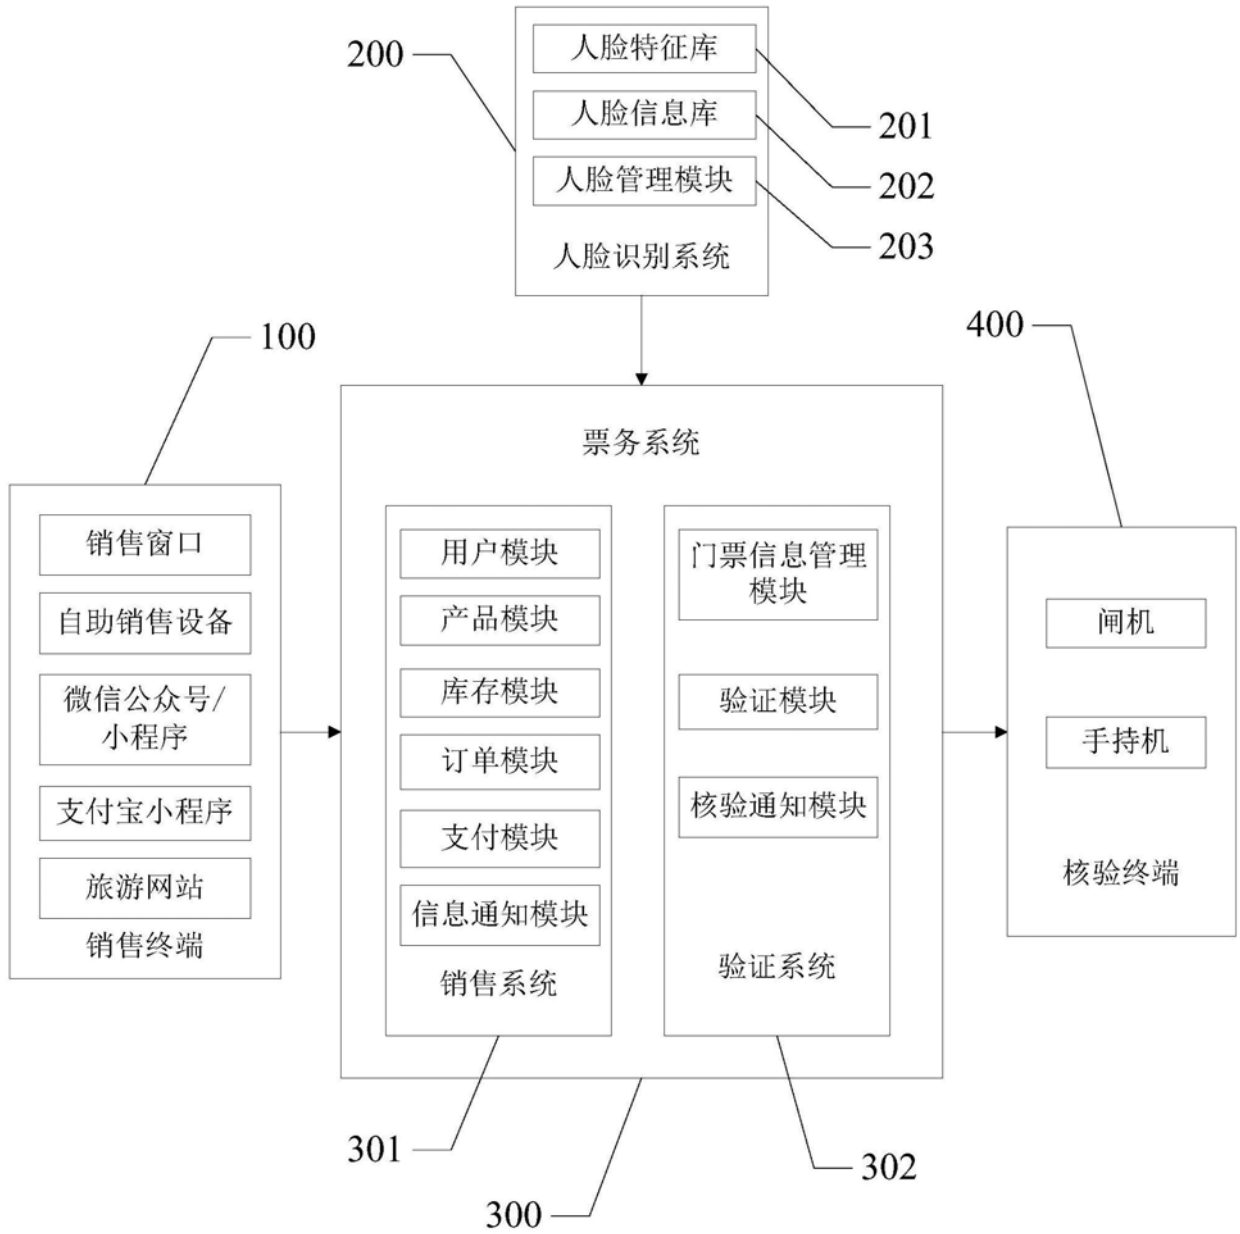 200
人脸特征库
人脸信息库
人脸管理模块
人脸识别系统
201
202
203
100
400
票务系统
销售窗口
自助销售设备
微信公众号/
小程序
支付宝小程序
旅游网站
销售终端
用户模块
产品模块
库存模块
订单模块
支付模块
信息通知模块
销售系统
门票信息管理
模块
验证模块
核验通知模块
验证系统
闸机
手持机
核验终端
301
302
300